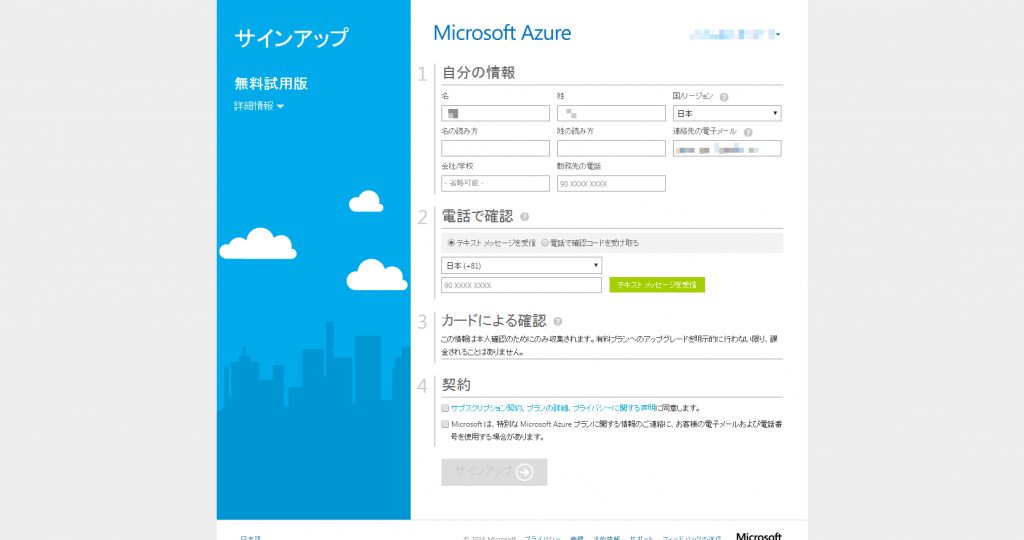 サインアップ
無料試用版
詳細情報
Microsoft Azure
1 自分の情報
名 姓 国/リージョン ?
日本
名の読み方 姓の読み方 連絡先の電子メール ?
会社/学校 勤務先の電話
- 省略可能 - 90 XXXX XXXX
2 電話で確認 ?
テキスト メッセージを受信 電話で確認コードを受け取る
日本 (+81)
90 XXXX XXXX テキスト メッセージを受信
3 カードによる確認 ?
この情報は本人確認のためにのみ収集されます。有料プランへのアップグレードを明示的に行わない限り、課
金されることはありません。
4 契約
サブスクリプション契約、プランの詳細、プライバシーに関する声明に同意します。
Microsoft は、特別な Microsoft Azure プランに関する情報のご連絡に、お客様の電子メールおよび電話番
号を使用する場合があります。
サインアップ
日本語 © 2016 Microsoft プライバシー 商標 法的情報 サポート フィードバックの送信 Microsoft